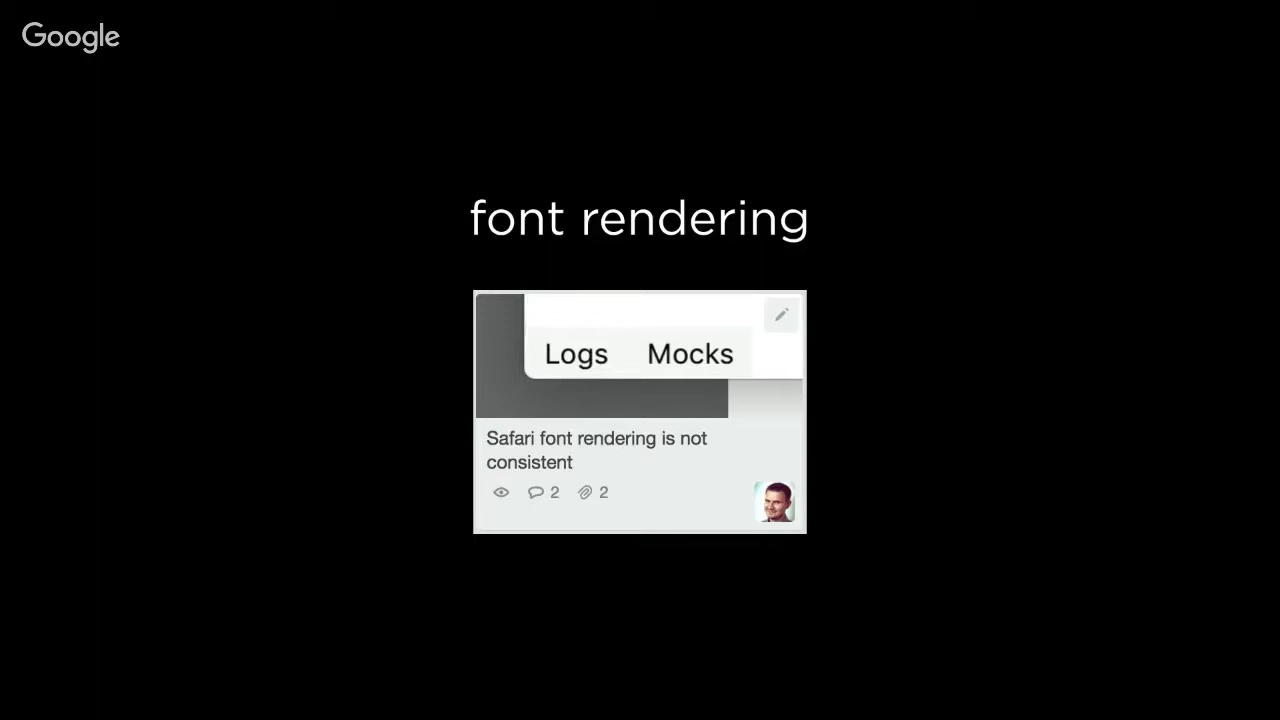 Google
font rendering
Logs Mocks
Safari font rendering is not
consistent
2 2